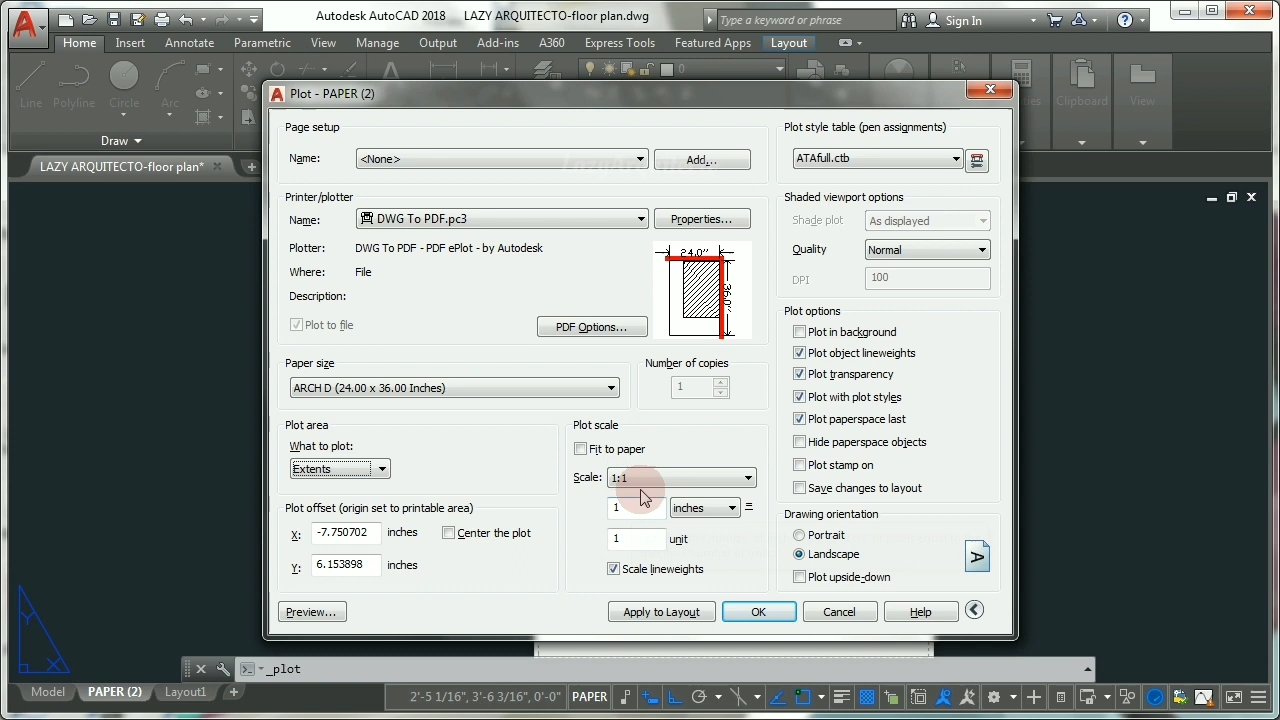 Autodesk AutoCAD 2018 LAZY ARQUITECTO-floor plan.dwg
Type a keyword or phrase
Sign In
Home Insert Annotate Parametric View Manage Output Add-ins A360 Express Tools Featured Apps Layout
0
Line Polyline Circle Arc
Clipboard View
Draw
LAZY ARQUITECTO-floor plan*
Plot - PAPER (2)
Page setup
Name: <None> Add...
Printer/plotter
Name: DWG To PDF.pc3 Properties...
Plotter: DWG To PDF - PDF ePlot - by Autodesk
Where: File
Description:
Plot to file
PDF Options...
24.0''
36.0''
Paper size
ARCH D (24.00 x 36.00 Inches)
Number of copies
1
Plot area
What to plot:
Extents
Plot offset (origin set to printable area)
X: -7.750702 inches Center the plot
Y: 6.153898 inches
Plot scale
Fit to paper
Scale: 1:1
1 inches =
1 unit
Scale lineweights
Plot style table (pen assignments)
ATAfull.ctb
Shaded viewport options
Shade plot As displayed
Quality Normal
DPI 100
Plot options
Plot in background
Plot object lineweights
Plot transparency
Plot with plot styles
Plot paperspace last
Hide paperspace objects
Plot stamp on
Save changes to layout
Drawing orientation
Portrait
Landscape
Plot upside-down
A
Preview... Apply to Layout OK Cancel Help
Y
X
_plot
Model PAPER (2) Layout1
2'-5 1/16", 3'-6 3/16", 0'-0" PAPER